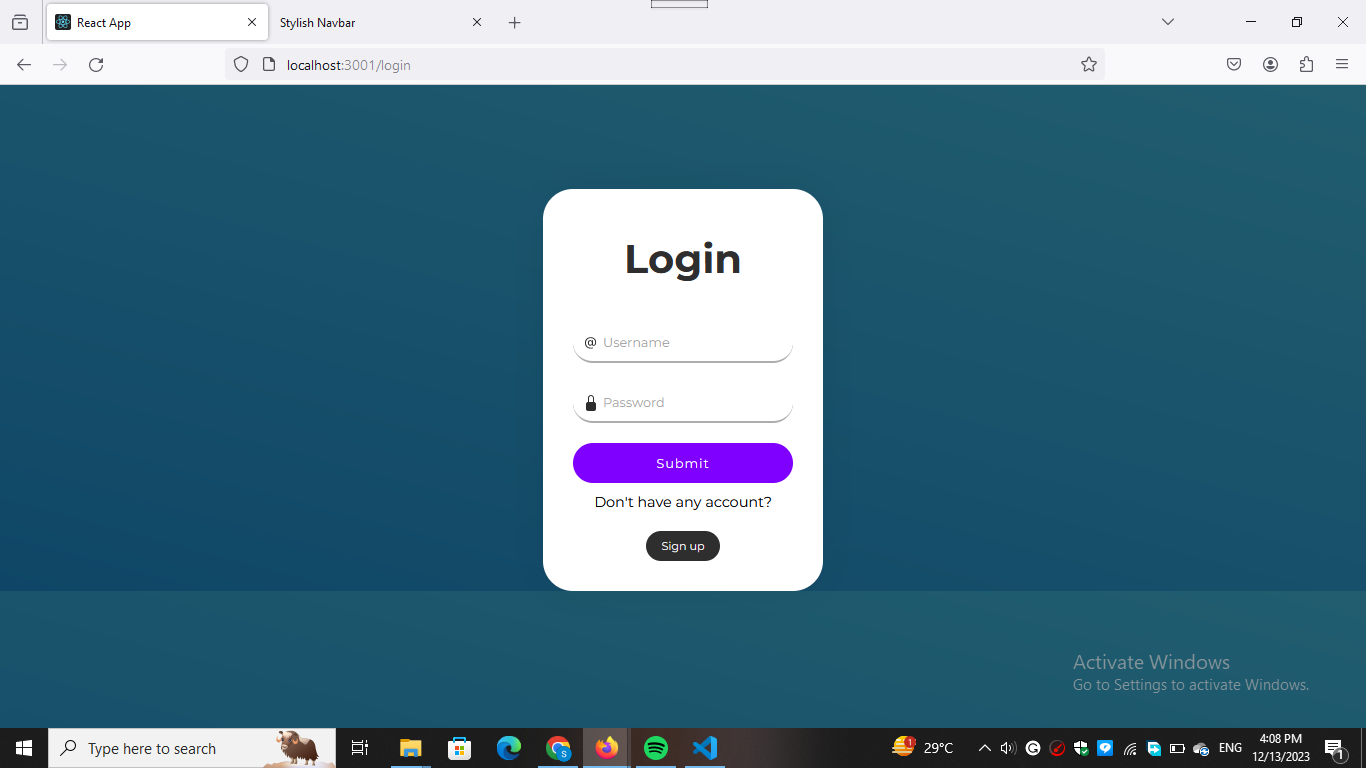 React App
Stylish Navbar
localhost:3001/login
Login
@ Username
Password
Submit
Don't have any account?
Sign up
Activate Windows
Go to Settings to activate Windows.
Type here to search
S
1
29°C
G
ENG
4:08 PM
12/13/2023
1